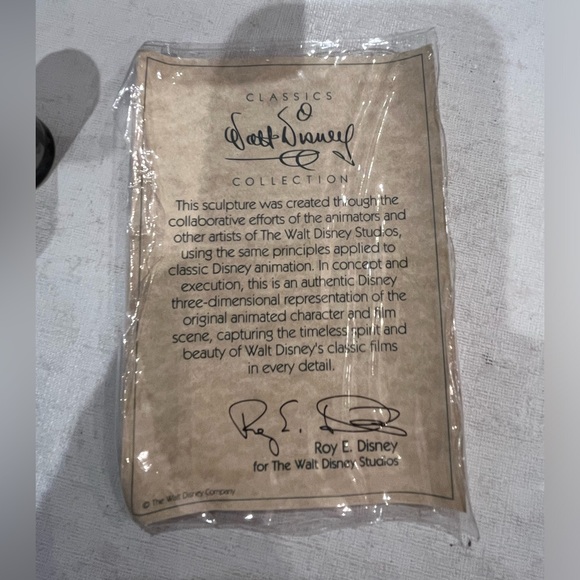 CLASSICS
Walt Disney
COLLECTION
This sculpture was created through the
collaborative efforts of the animators and
other artists of The Walt Disney Studios,
using the same principles applied to
classic Disney animation. In concept and
execution, this is an authentic Disney
three-dimensional representation of the
original animated character and film
scene, capturing the timeless spirit and
beauty of Walt Disney's classic films
in every detail.
Roy E. Disney
Roy E. Disney
for The Walt Disney Studios
© The Walt Disney Company